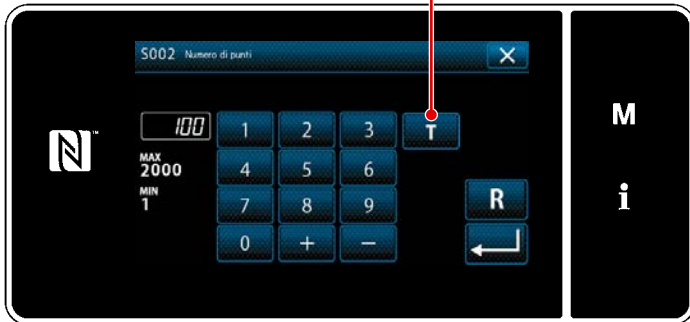 S002 Numero di punti
100
1 2 3 T
MAX
2000
4 5 6
MIN
1
7 8 9 R
0 + −
M
i
N™